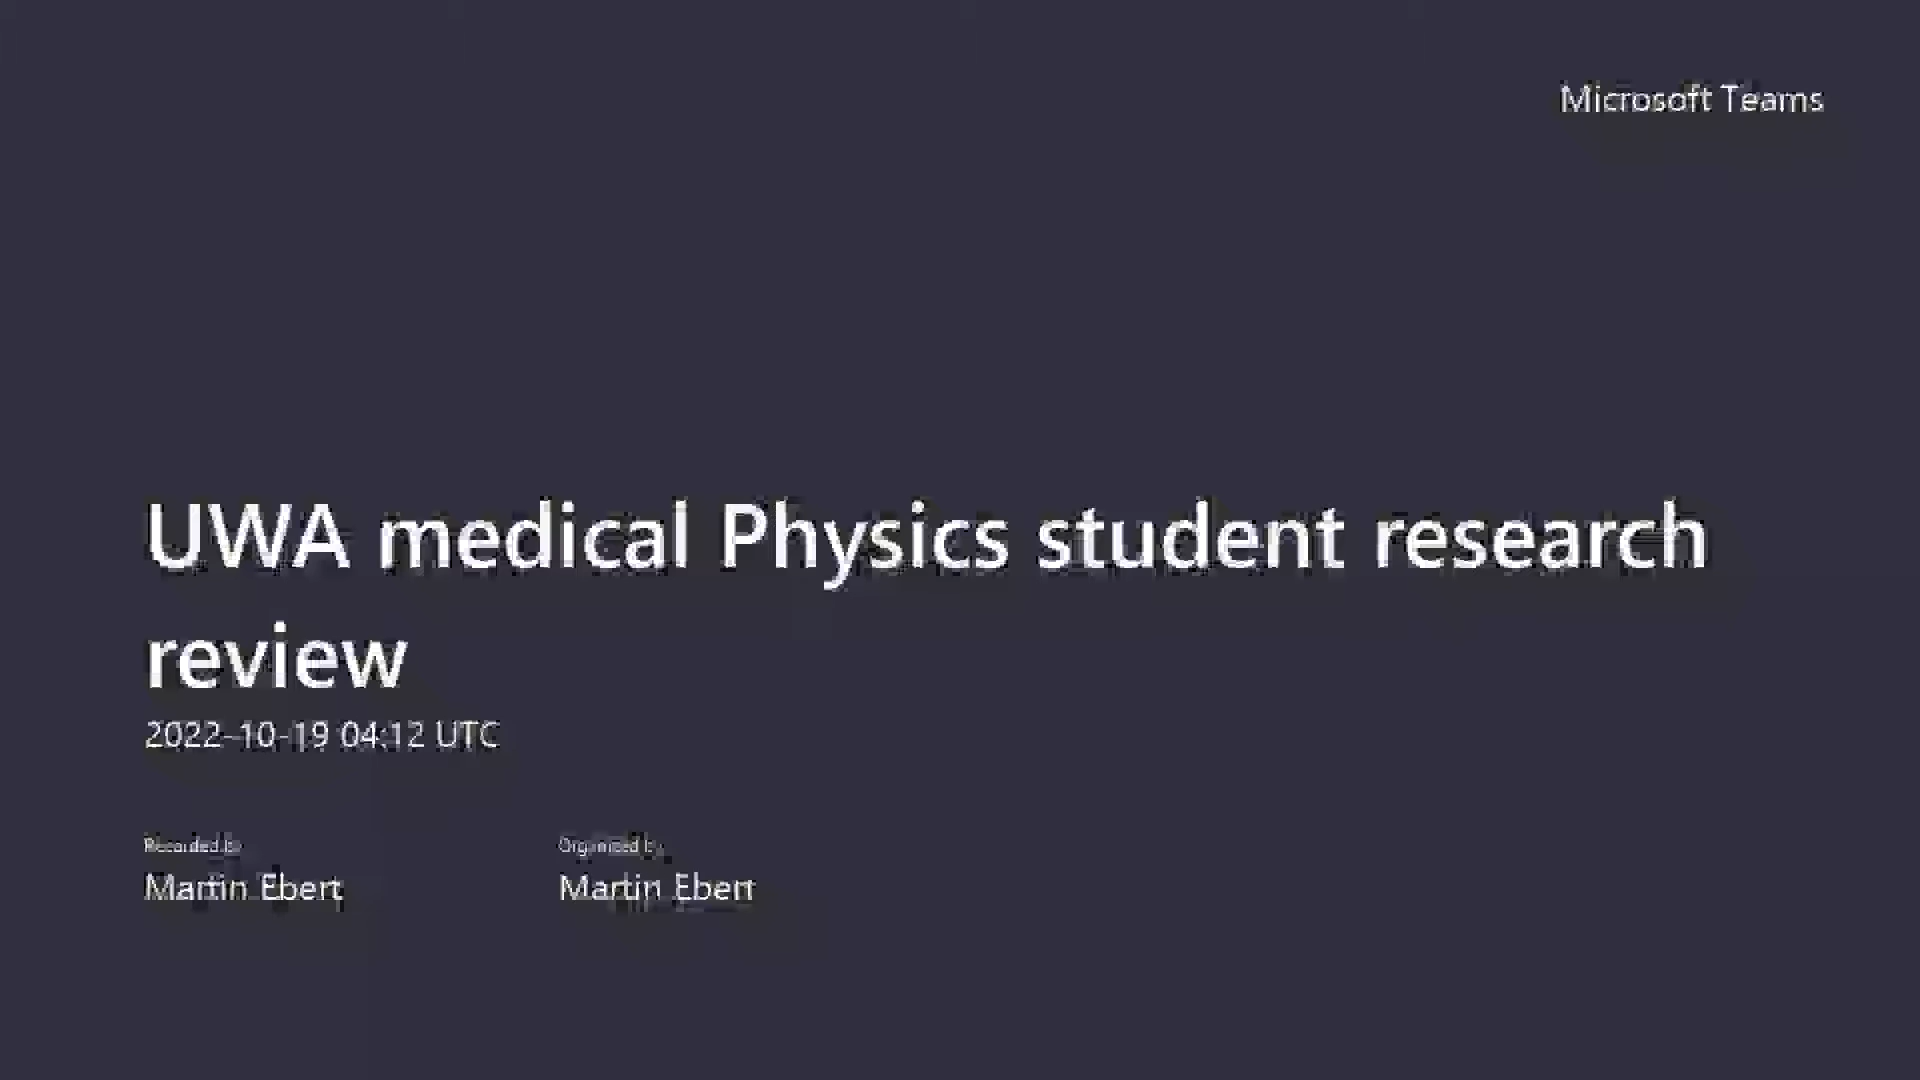 Microsoft Teams
UWA medical Physics student research
review
2022-10-19 04:12 UTC
Recorded by
Organized by
Martin Ebert
Martin Ebert